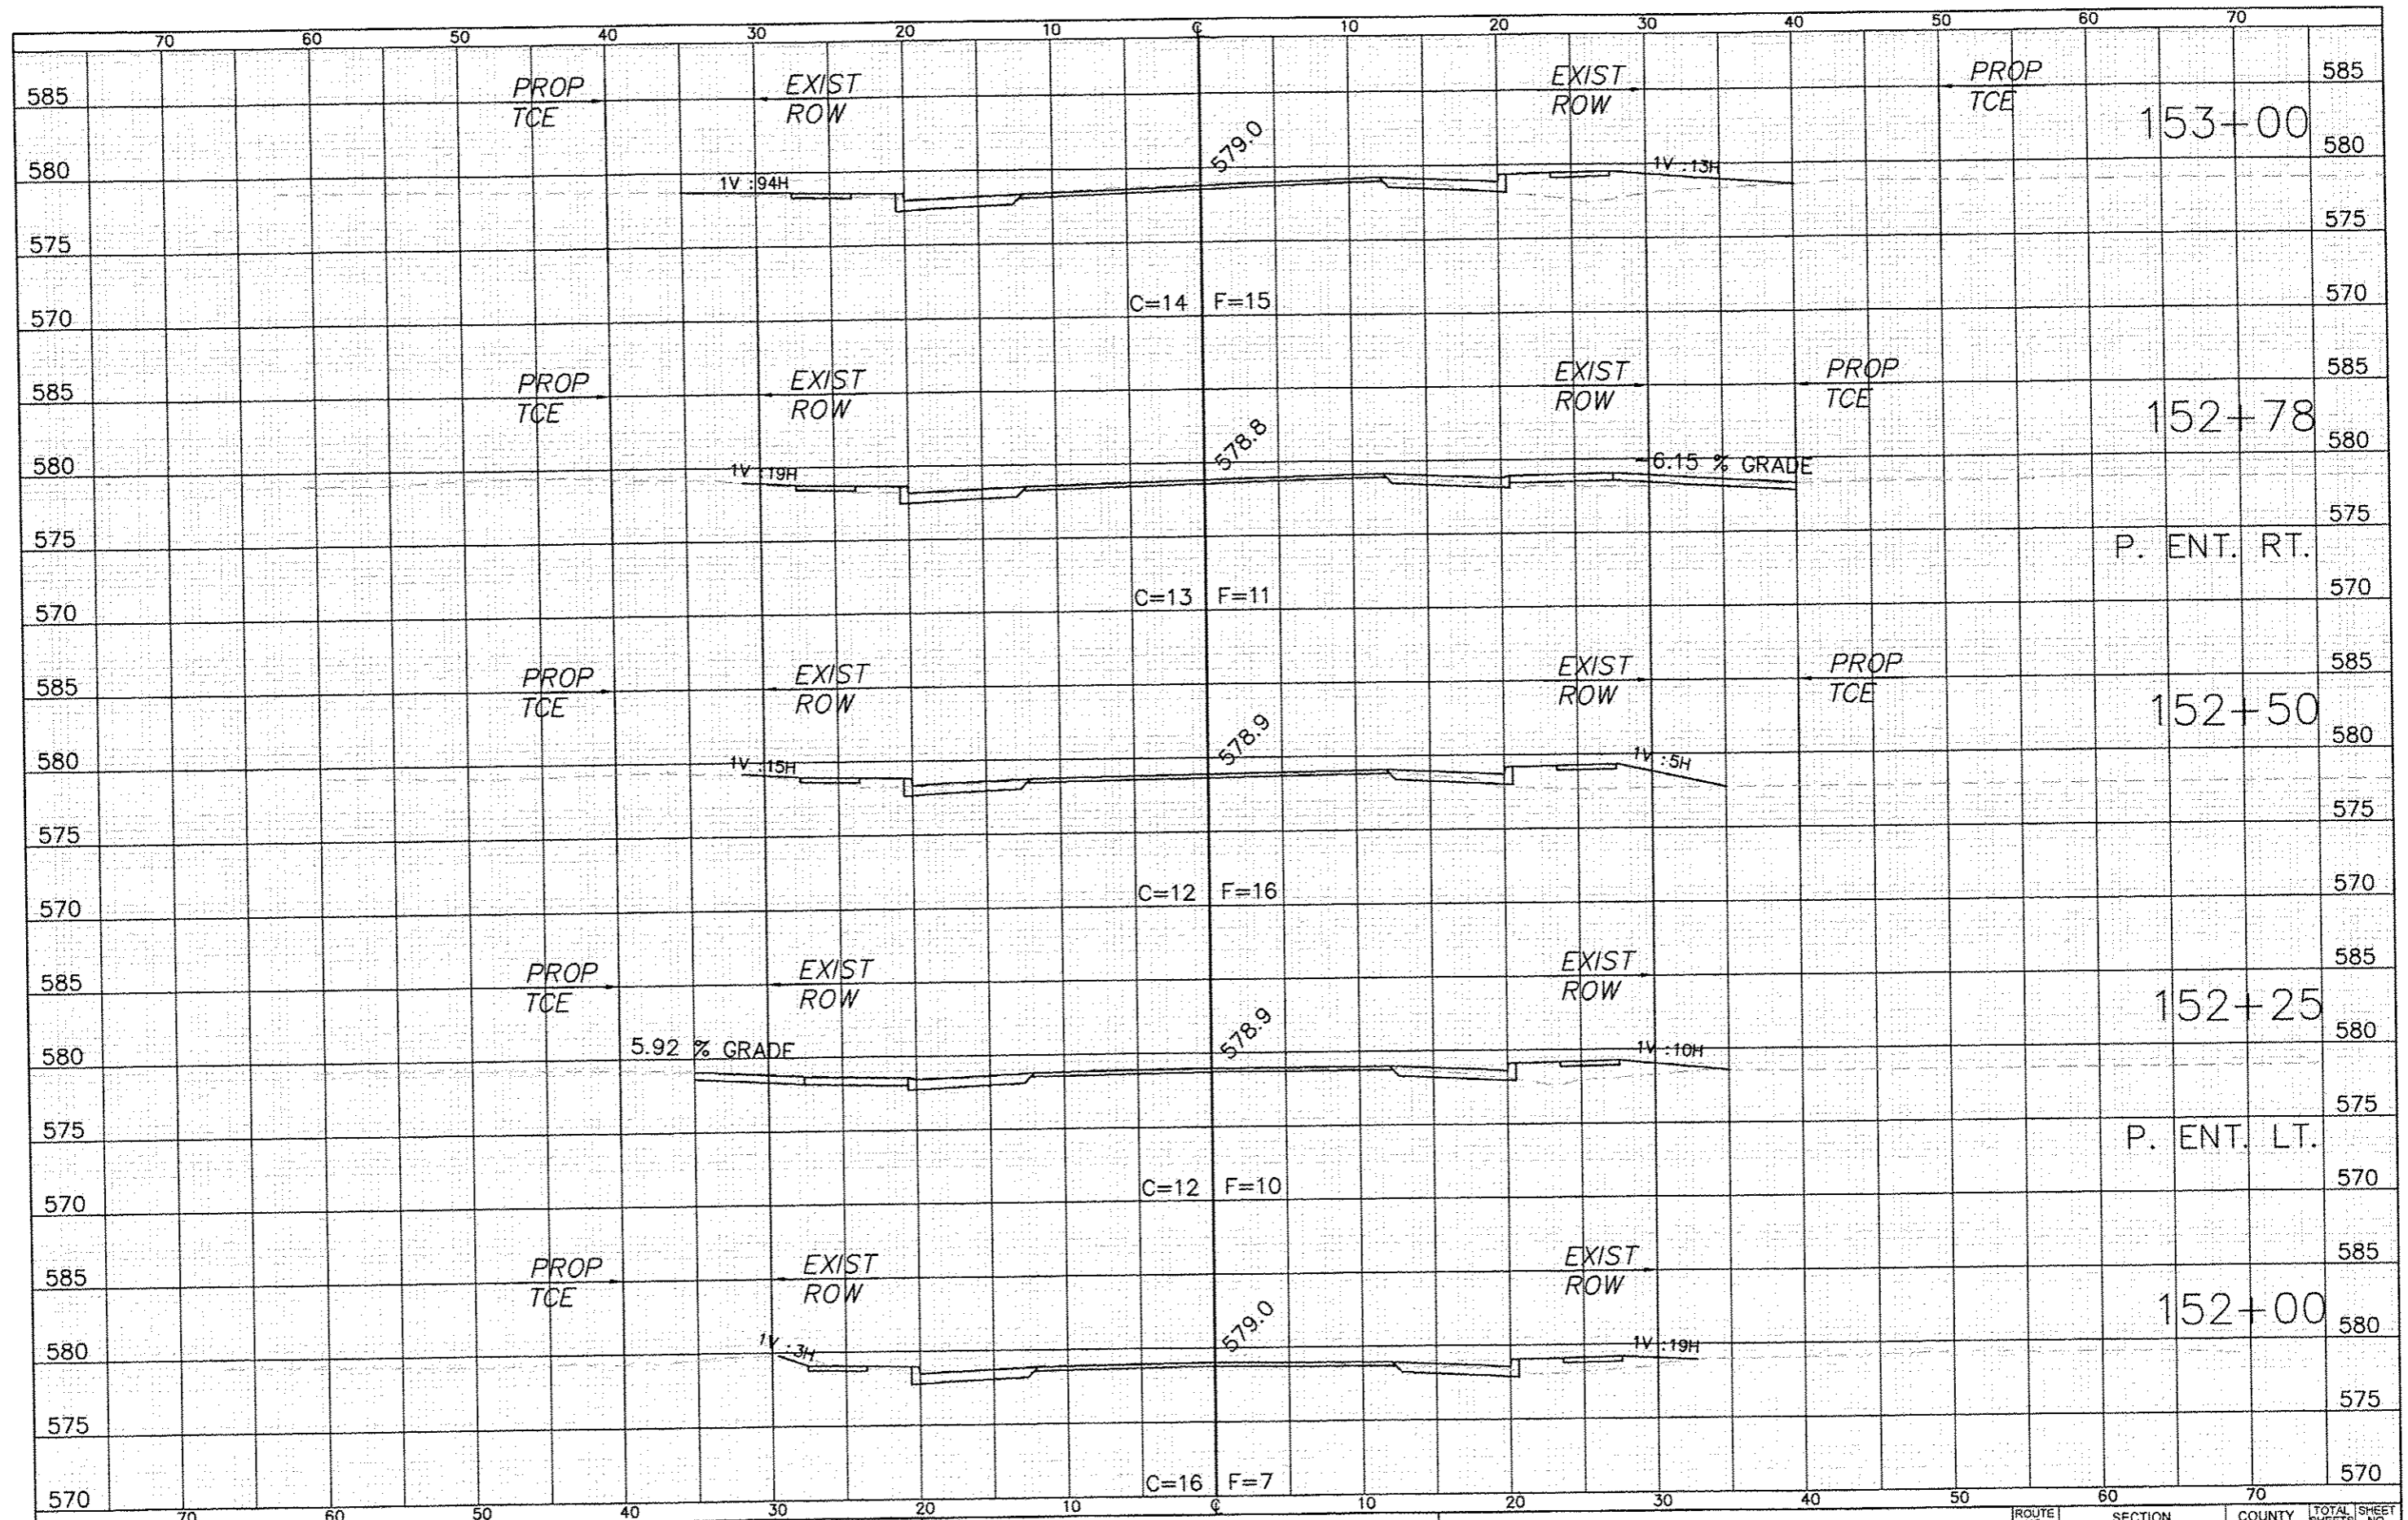 70 60 50 40 30 20 10 ℄ 10 20 30 40 50 60 70
PROP EXIST EXIST PROP
585 585
TCE ROW ROW TCE
153+00
579.0
580 580
1V :94H 1V :13H
575 575
C=14 F=15
570 570
PROP EXIST EXIST PROP
585 585
TCE ROW ROW TCE
152+78
578.8
580 580
1V :19H -6.15 % GRADE
575 575
P. ENT. RT.
C=13 F=11
570 570
PROP EXIST EXIST PROP
585 585
TCE ROW ROW TCE
152+50
578.9
580 580
1V :15H 1V :5H
575 575
C=12 F=16
570 570
PROP EXIST EXIST
585 585
TCE ROW ROW
152+25
578.9
580 580
5.92 % GRADE 1V :10H
575 575
P. ENT. LT.
C=12 F=10
570 570
PROP EXIST EXIST
585 585
TCE ROW ROW
152+00
579.0
580 580
1V :3H 1V :19H
575 575
C=16 F=7
570 570
70 60 50 40 30 20 10 ℄ 10 20 30 40 50 60 70
ROUTE SECTION COUNTY TOTAL SHEET